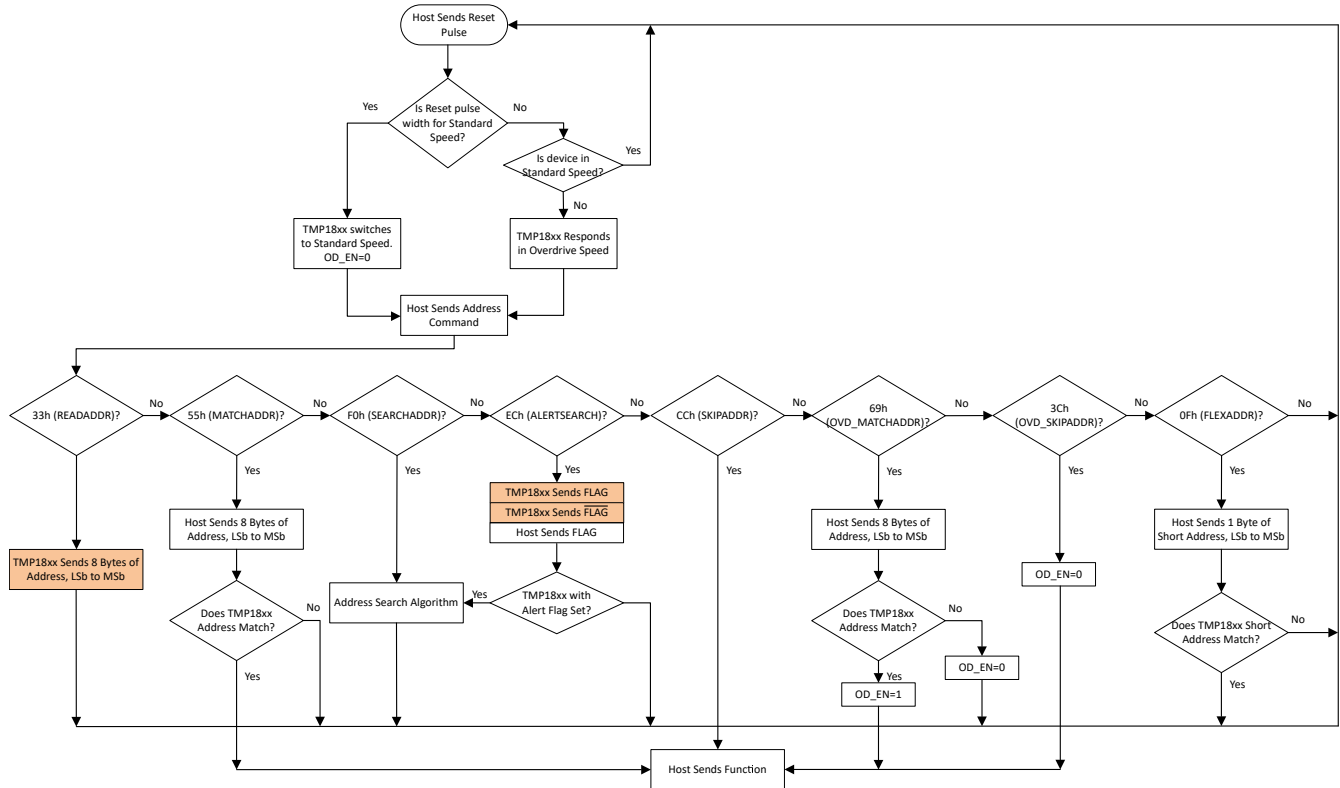 Host Sends Reset
Pulse
Yes
Is Reset pulse
width for Standard
Speed?
No
Is device in
Standard Speed?
Yes
No
TMP18xx switches
to Standard Speed.
OD_EN=0
TMP18xx Responds
in Overdrive Speed
Host Sends Address
Command
33h (READADDR)?
No
55h (MATCHADDR)?
No
F0h (SEARCHADDR)?
No
ECh (ALERTSEARCH)?
No
CCh (SKIPADDR)?
No
69h
(OVD_MATCHADDR)?
No
3Ch
(OVD_SKIPADDR)?
No
0Fh (FLEXADDR)?
No
Yes
Yes
Yes
Yes
Yes
Yes
Yes
Yes
TMP18xx Sends 8 Bytes of
Address, LSb to MSb
Host Sends 8 Bytes of
Address, LSb to MSb
Does TMP18xx
Address Match?
No
Yes
Address Search Algorithm
TMP18xx Sends FLAG
TMP18xx Sends F̅L̅A̅G̅
Host Sends FLAG
Yes
TMP18xx with
Alert Flag Set?
No
Host Sends 8 Bytes of
Address, LSb to MSb
Does TMP18xx
Address Match?
No
OD_EN=0
Yes
OD_EN=1
OD_EN=0
Host Sends 1 Byte of
Short Address, LSb to MSb
Does TMP18xx Short
Address Match?
No
Yes
Host Sends Function